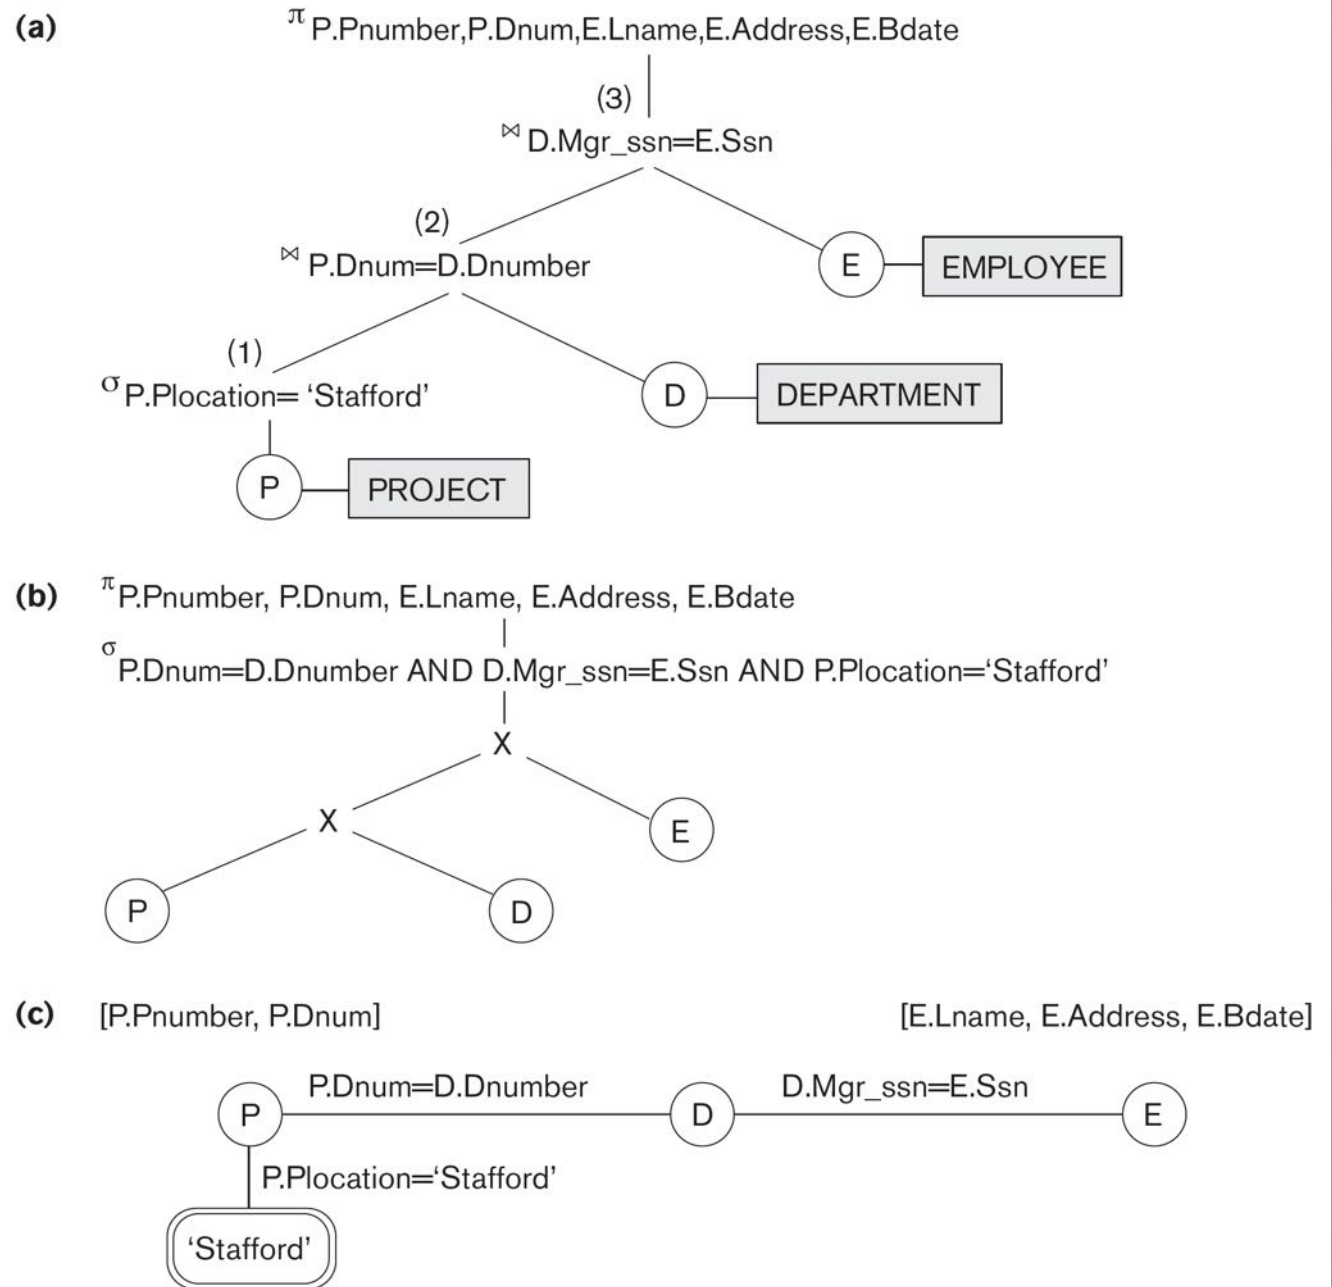 (a) π P.Pnumber,P.Dnum,E.Lname,E.Address,E.Bdate
(3)
⋈ D.Mgr_ssn=E.Ssn
(2)
⋈ P.Dnum=D.Dnumber
E EMPLOYEE
(1)
σ P.Plocation= ‘Stafford’
D DEPARTMENT
P PROJECT
(b) π P.Pnumber, P.Dnum, E.Lname, E.Address, E.Bdate
σ P.Dnum=D.Dnumber AND D.Mgr_ssn=E.Ssn AND P.Plocation=‘Stafford’
X
X
E
P
D
(c) [P.Pnumber, P.Dnum] [E.Lname, E.Address, E.Bdate]
P P.Dnum=D.Dnumber D D.Mgr_ssn=E.Ssn E
P.Plocation=‘Stafford’
‘Stafford’